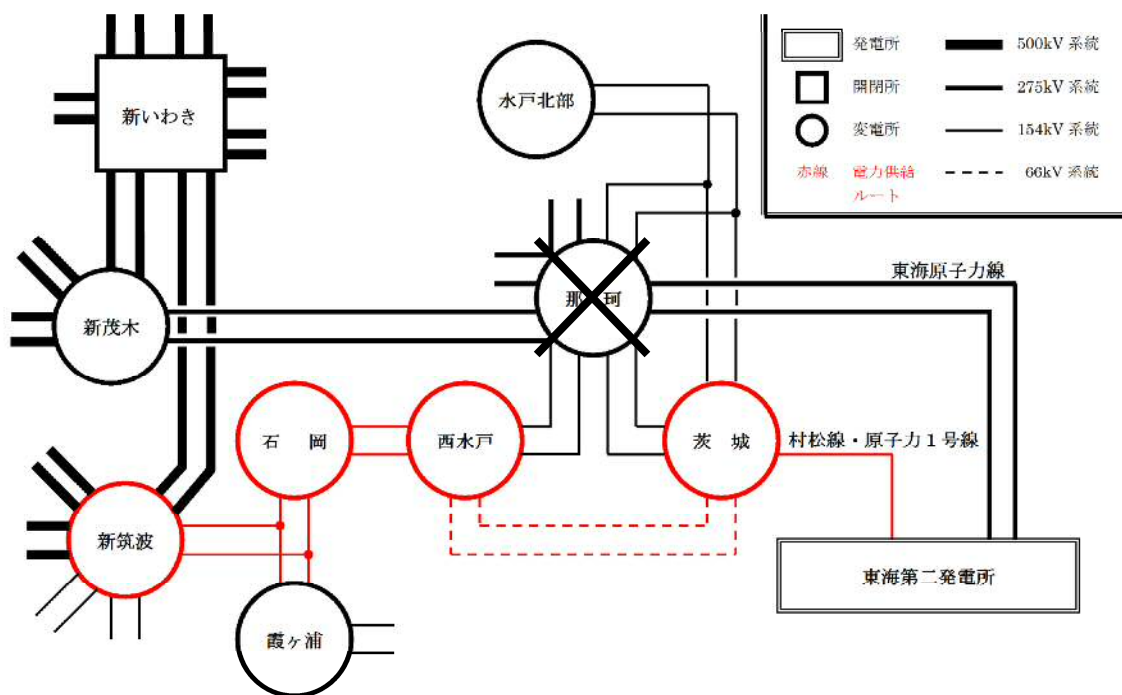 発電所
500kV 系統
開閉所
275kV 系統
変電所
154kV 系統
赤線
電力供給
ルート
66kV 系統
新いわき
水戸北部
東海原子力線
那 珂
新茂木
石 岡
西水戸
茨 城
村松線・原子力1号線
新筑波
東海第二発電所
霞ヶ浦